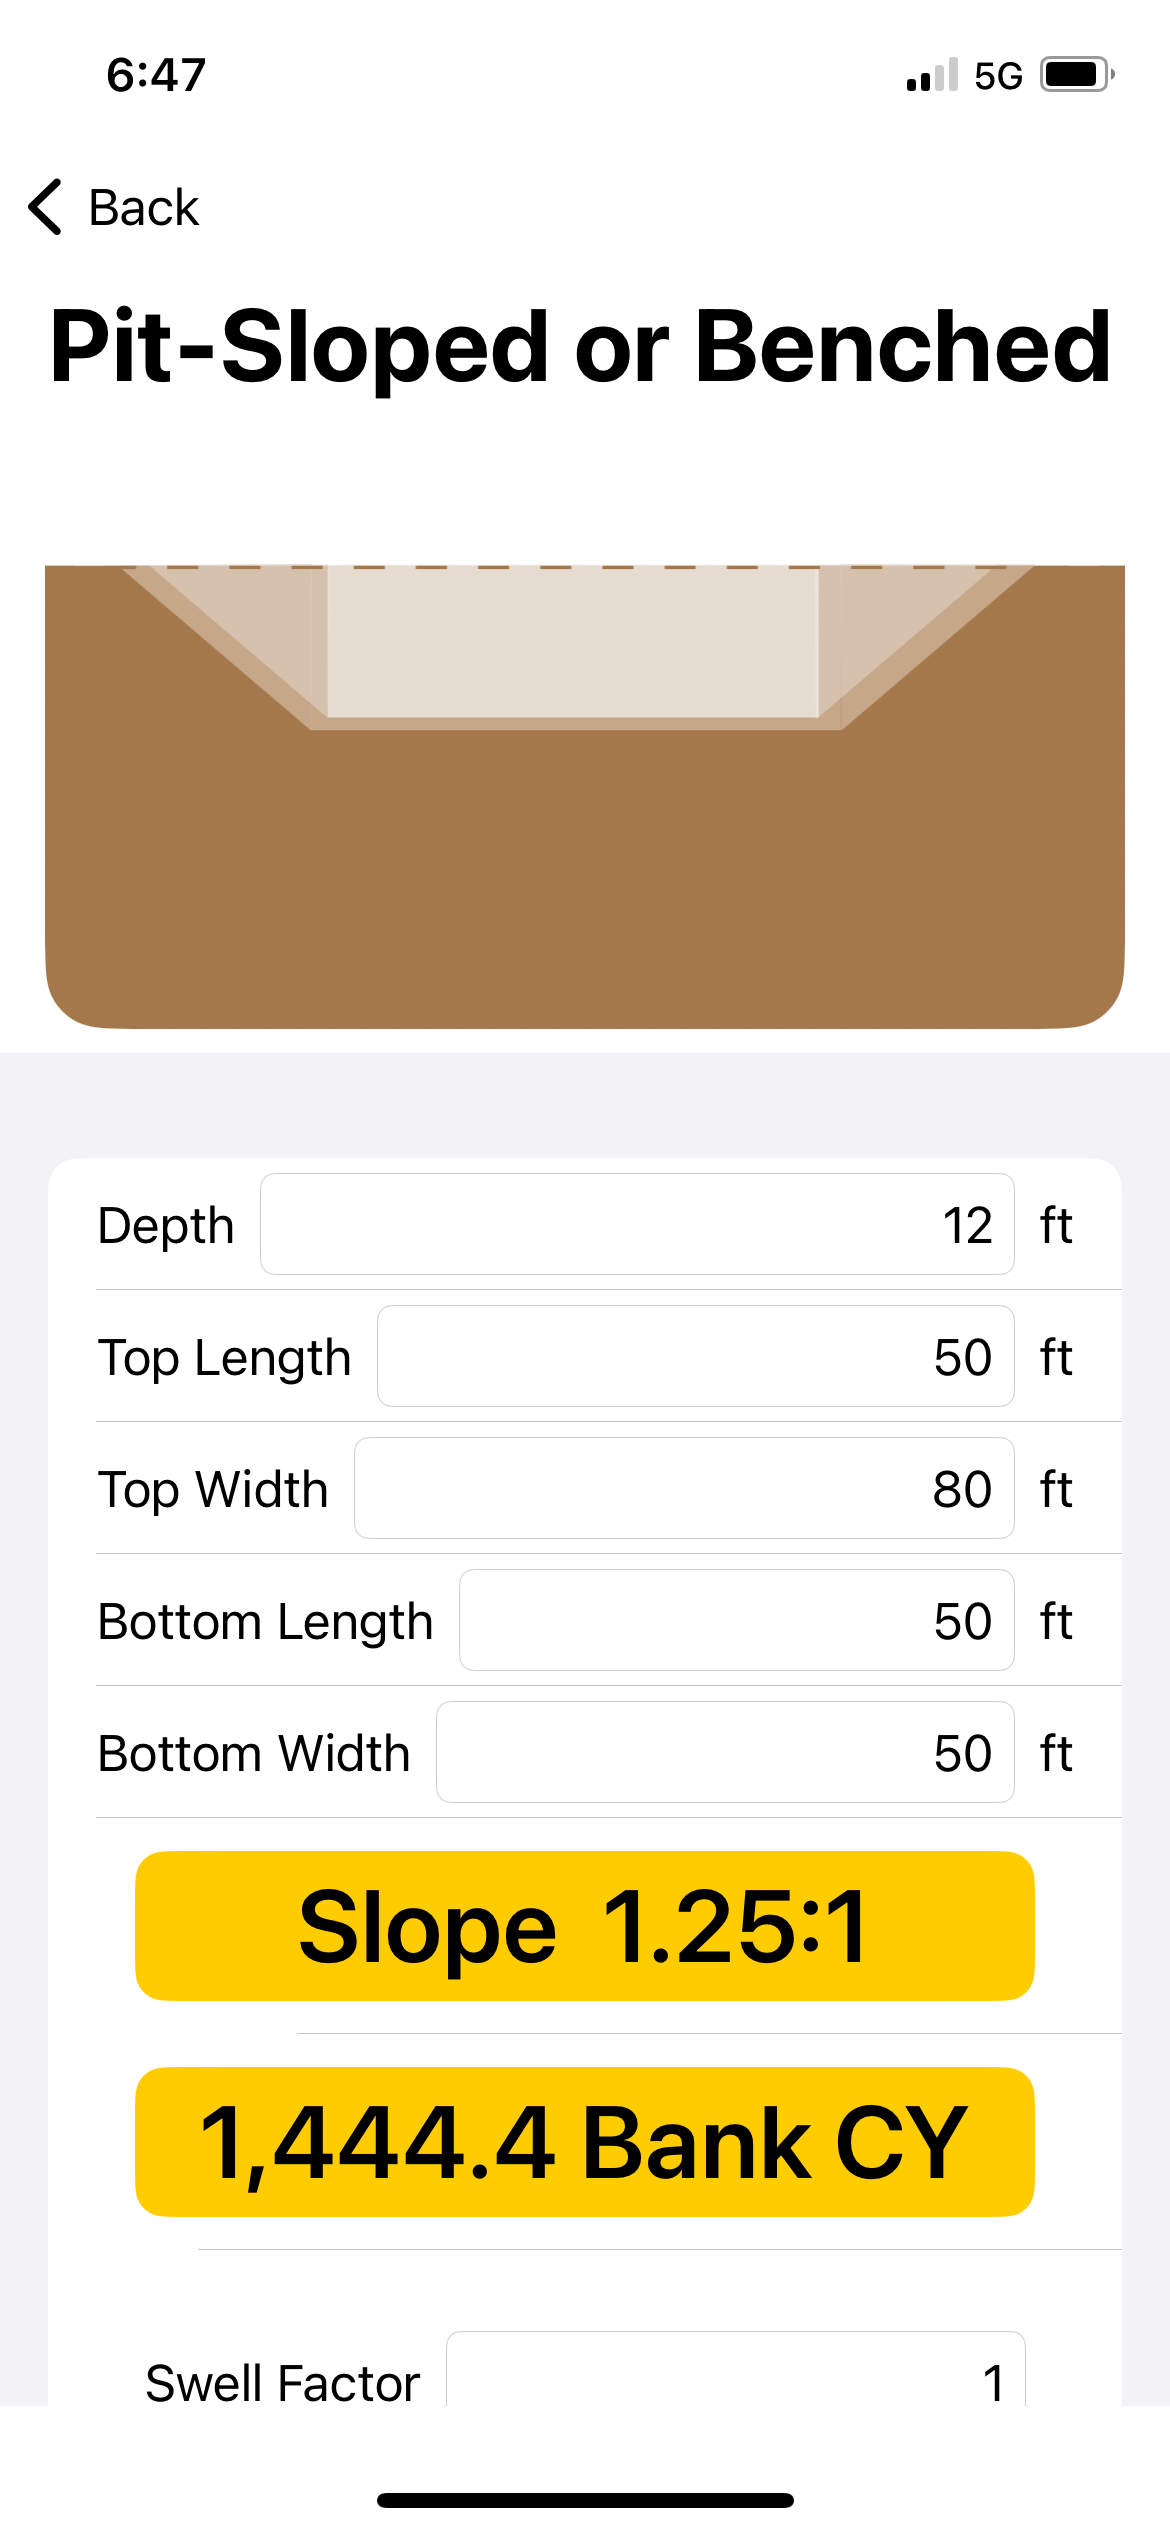 6:47
5G
Back
Pit-Sloped or Benched
Depth 12 ft
Top Length 50 ft
Top Width 80 ft
Bottom Length 50 ft
Bottom Width 50 ft
Slope 1.25:1
1,444.4 Bank CY
Swell Factor 1